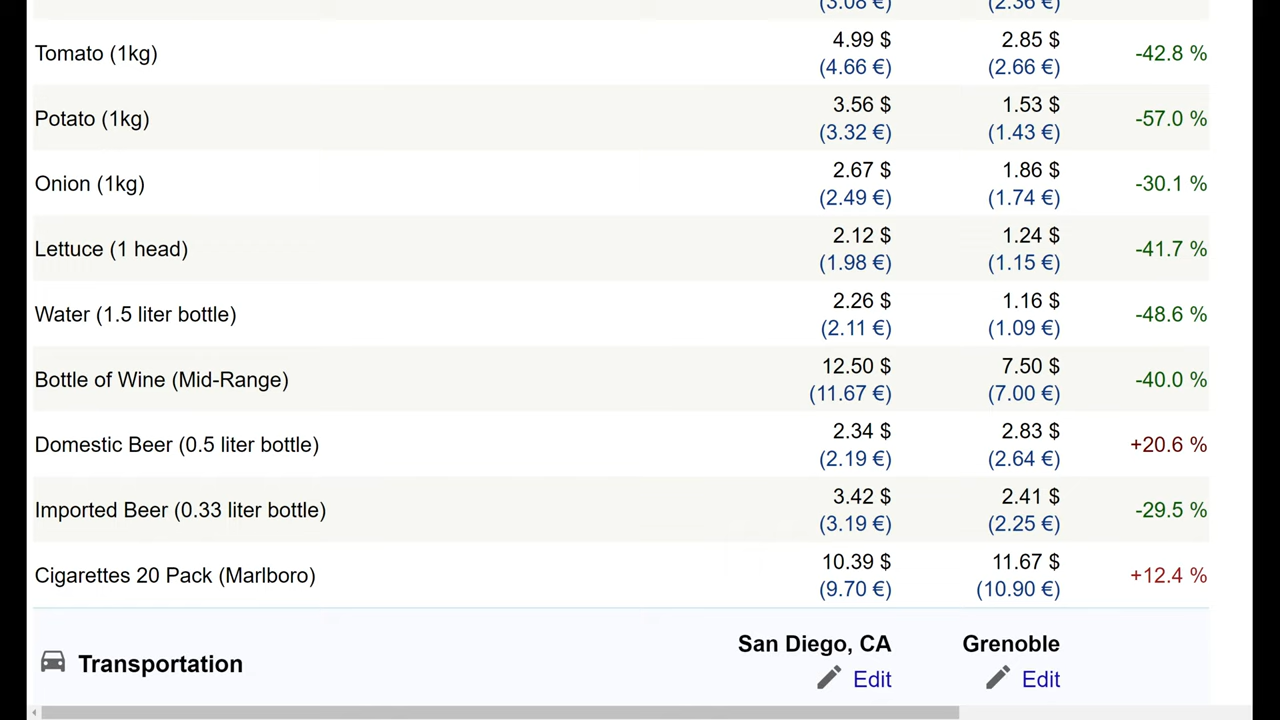 (3.08 €) (2.36 €)
Tomato (1kg) 4.99 $ 2.85 $ -42.8 %
(4.66 €) (2.66 €)
Potato (1kg) 3.56 $ 1.53 $ -57.0 %
(3.32 €) (1.43 €)
Onion (1kg) 2.67 $ 1.86 $ -30.1 %
(2.49 €) (1.74 €)
Lettuce (1 head) 2.12 $ 1.24 $ -41.7 %
(1.98 €) (1.15 €)
Water (1.5 liter bottle) 2.26 $ 1.16 $ -48.6 %
(2.11 €) (1.09 €)
Bottle of Wine (Mid-Range) 12.50 $ 7.50 $ -40.0 %
(11.67 €) (7.00 €)
Domestic Beer (0.5 liter bottle) 2.34 $ 2.83 $ +20.6 %
(2.19 €) (2.64 €)
Imported Beer (0.33 liter bottle) 3.42 $ 2.41 $ -29.5 %
(3.19 €) (2.25 €)
Cigarettes 20 Pack (Marlboro) 10.39 $ 11.67 $ +12.4 %
(9.70 €) (10.90 €)
Transportation San Diego, CA Grenoble
Edit Edit